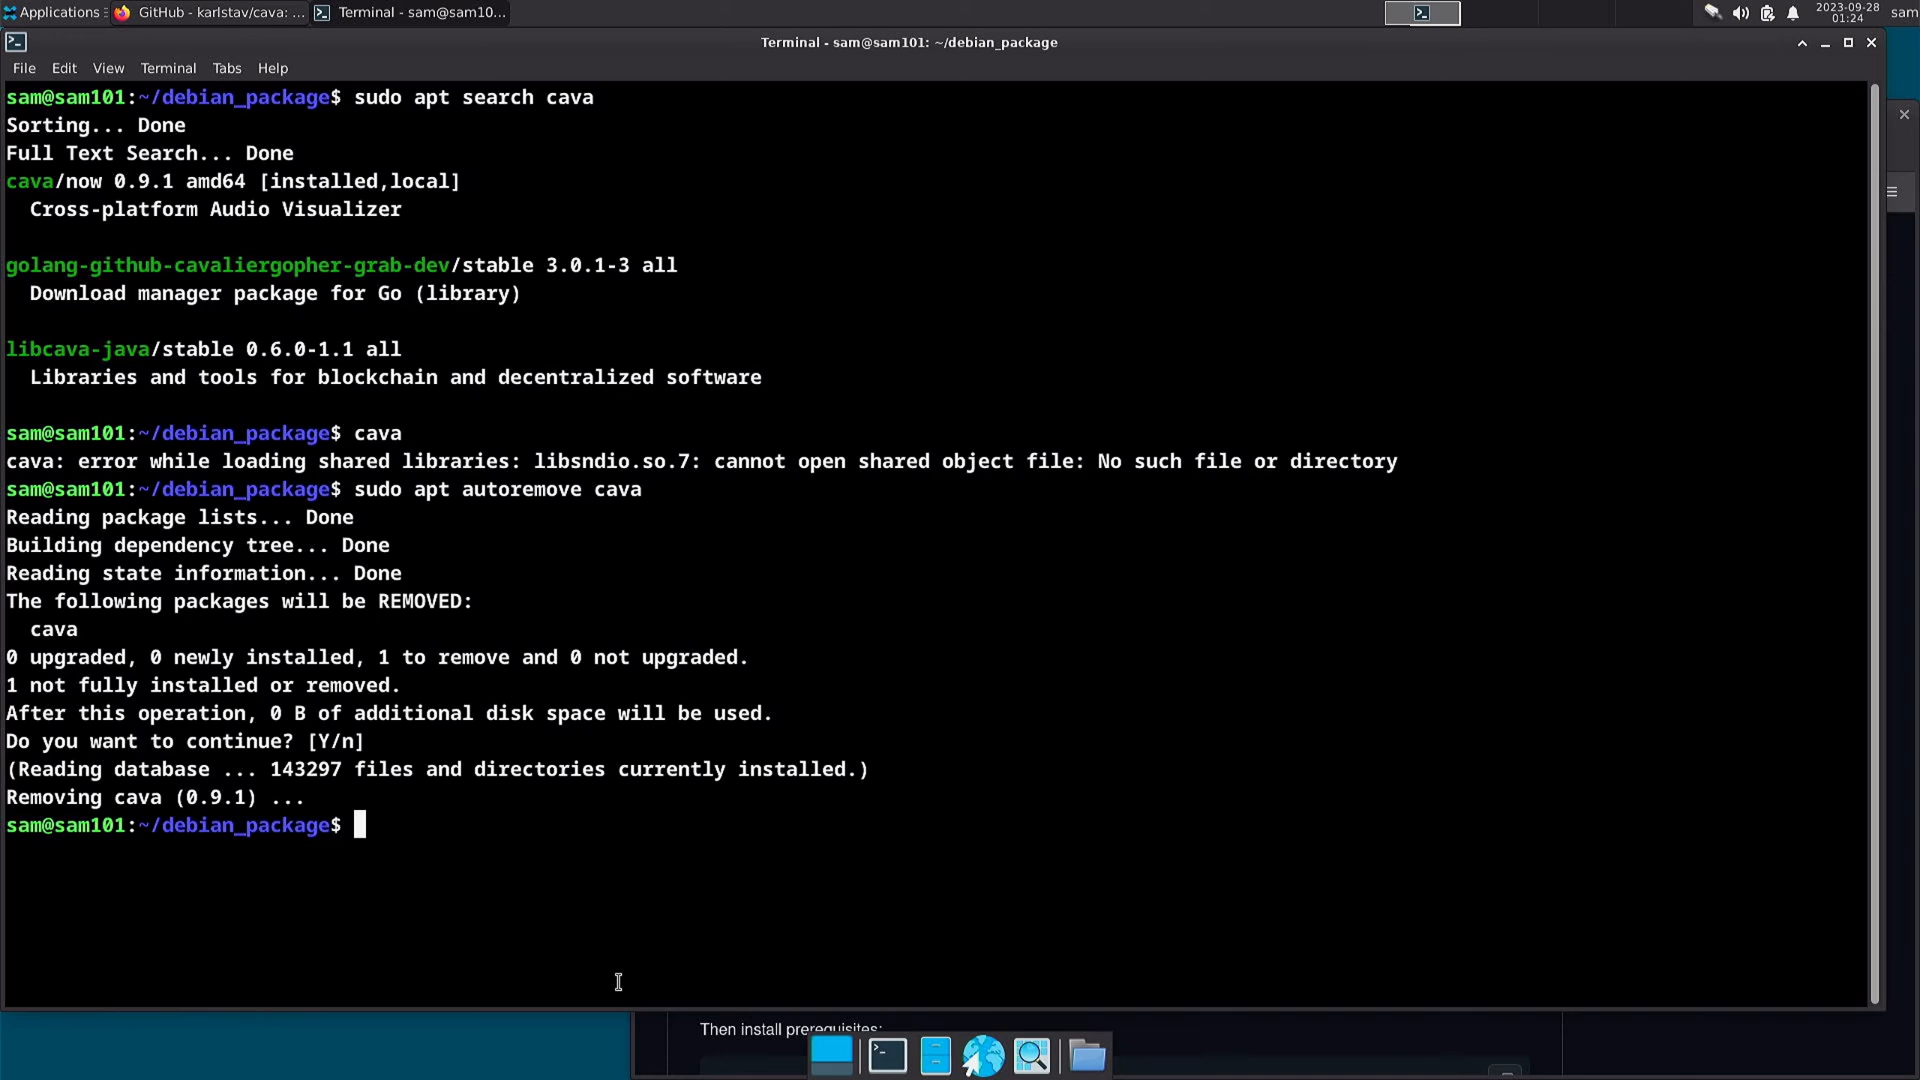 Applications
GitHub - karlstav/cava: ...
Terminal - sam@sam10...
2023-09-28
01:24
sam
Terminal - sam@sam101: ~/debian_package
File Edit View Terminal Tabs Help
sam@sam101:~/debian_package$ sudo apt search cava
Sorting... Done
Full Text Search... Done
cava/now 0.9.1 amd64 [installed,local]
Cross-platform Audio Visualizer
golang-github-cavaliergopher-grab-dev/stable 3.0.1-3 all
Download manager package for Go (library)
libcava-java/stable 0.6.0-1.1 all
Libraries and tools for blockchain and decentralized software
sam@sam101:~/debian_package$ cava
cava: error while loading shared libraries: libsndio.so.7: cannot open shared object file: No such file or directory
sam@sam101:~/debian_package$ sudo apt autoremove cava
Reading package lists... Done
Building dependency tree... Done
Reading state information... Done
The following packages will be REMOVED:
cava
0 upgraded, 0 newly installed, 1 to remove and 0 not upgraded.
1 not fully installed or removed.
After this operation, 0 B of additional disk space will be used.
Do you want to continue? [Y/n]
(Reading database ... 143297 files and directories currently installed.)
Removing cava (0.9.1) ...
sam@sam101:~/debian_package$
Then install prerequisites: